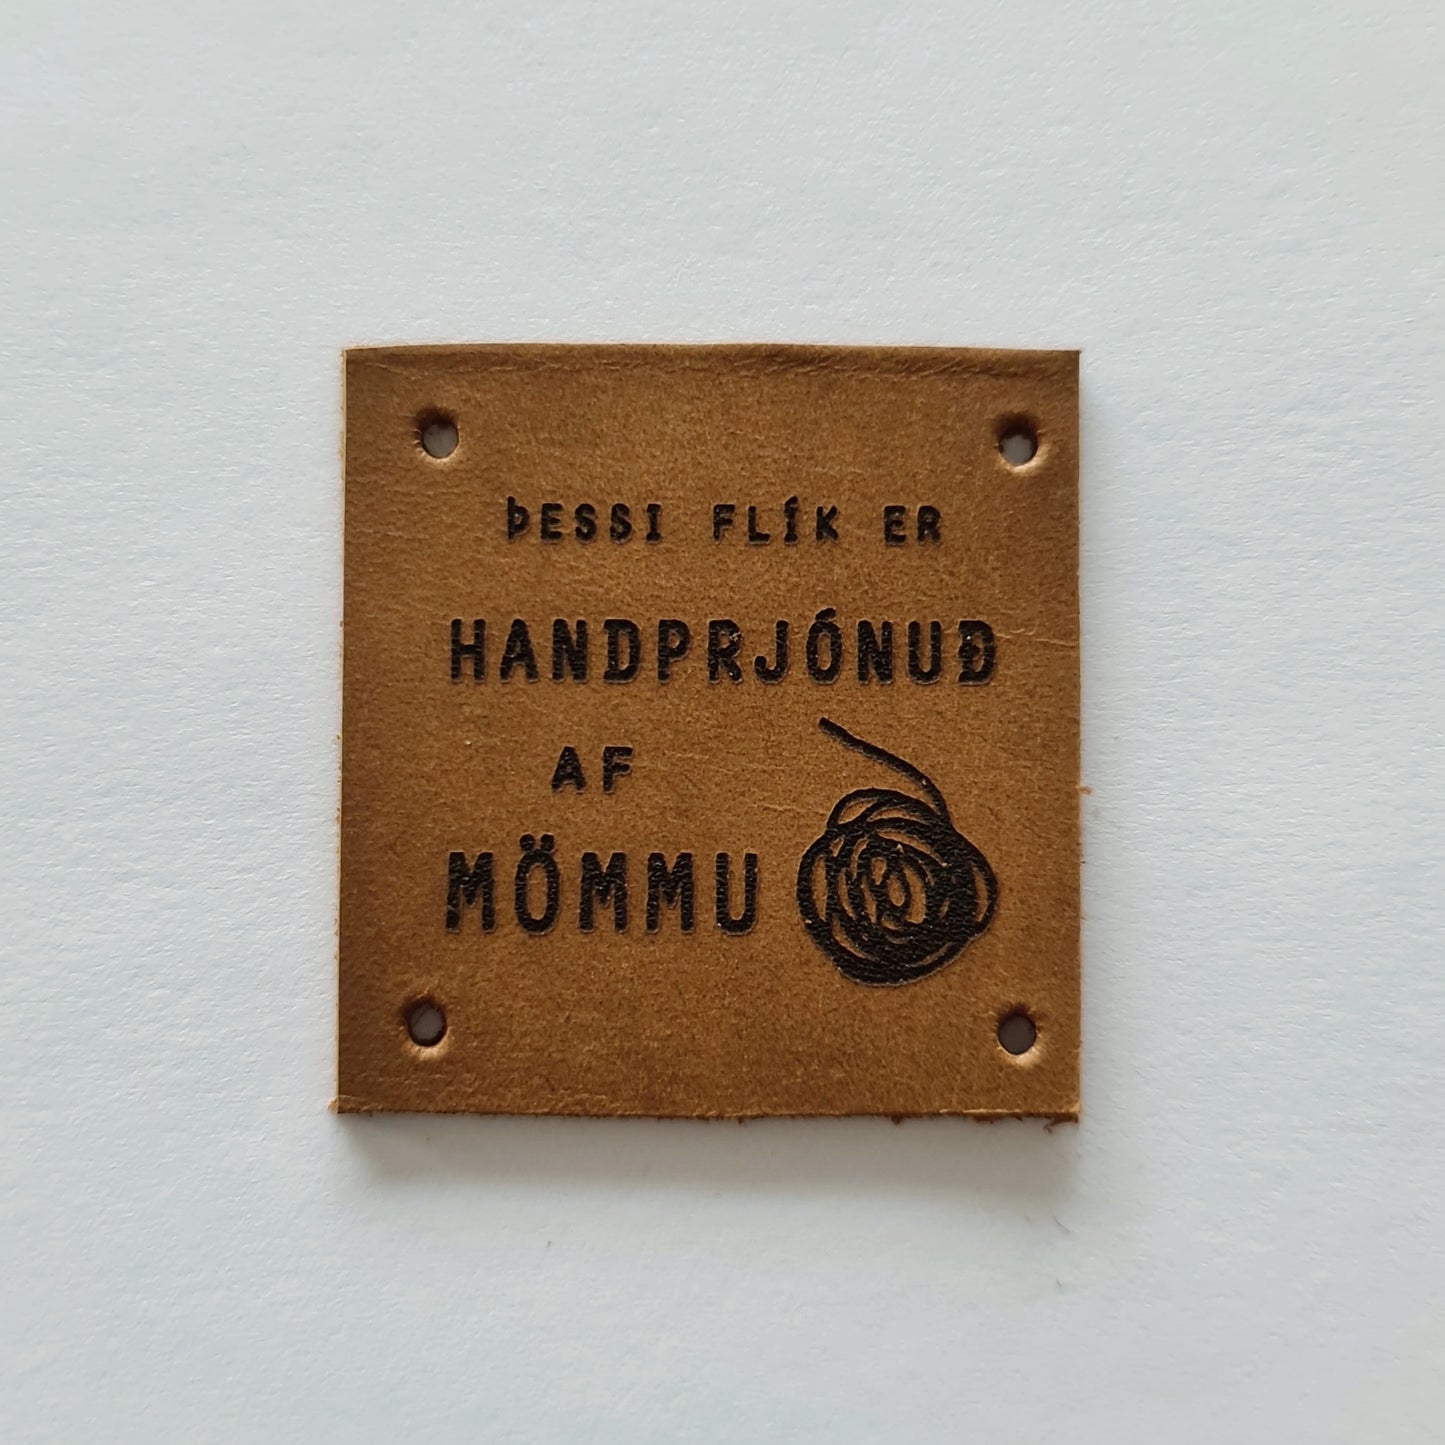 ÞESSI FLÍK ER
HANDPRJÓNUÐ
AF
MÖMMU